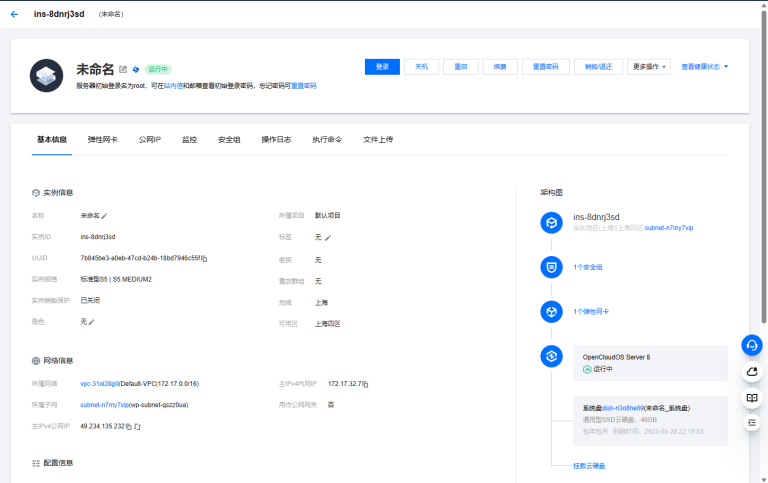 ins-8dnrj3sd （未命名）
未命名 运行中
服务器初始登录名为root，可在站内信和邮箱查看初始登录密码，忘记密码可重置密码
登录 关机 重启 续费 重置密码 销毁/退还 更多操作 查看健康状态
基本信息 弹性网卡 公网IP 监控 安全组 操作日志 执行命令 文件上传
实例信息
名称 未命名
实例ID ins-8dnrj3sd
UUID 7b845be3-a0eb-47cd-b24b-18bd7946c55f
实例规格 标准型S5 | S5.MEDIUM2
实例销毁保护 已关闭
角色 无
所属项目 默认项目
标签 无
密钥 无
置放群组 无
地域 上海
可用区 上海四区
网络信息
所属网络 vpc-31ol28g0(Default-VPC|172.17.0.0/16)
所属子网 subnet-n7my7vip(wp-subnet-qszz0ua)
主IPv4公网IP 49.234.135.232
主IPv4内网IP 172.17.32.7
用作公网网关 否
配置信息
架构图
ins-8dnrj3sd
华东地区(上海)|上海四区|subnet-n7my7vip
1个安全组
1个弹性网卡
OpenCloudOS Server 8
运行中
系统盘disk-n3d8he69(未命名_系统盘)
通用型SSD云硬盘，40GB
包年包月 到期时间：2023-05-28 22:16:53
挂载云硬盘